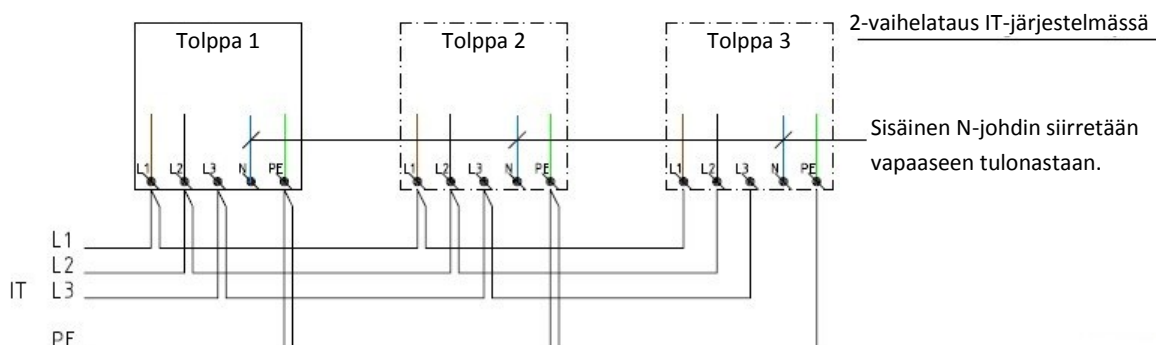 Tolppa 1 Tolppa 2 Tolppa 3 2-vaihelataus IT-järjestelmässä
Sisäinen N-johdin siirretään
vapaaseen tulonastaan.
L1 L2 L3 N PE L1 L2 L3 N PE L1 L2 L3 N PE
L1
L2
IT L3
PE